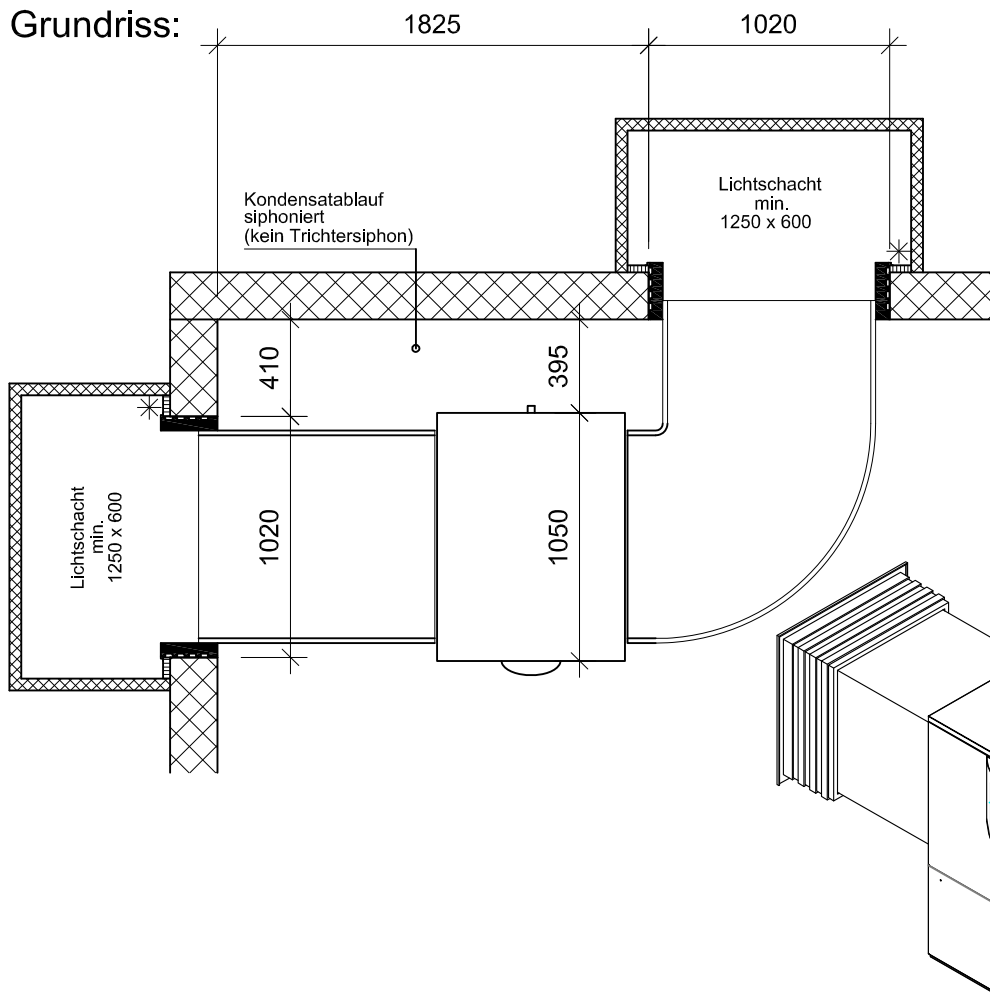 Grundriss:
1825
1020
Kondensatablauf
siphoniert
(kein Trichtersiphon)
Lichtschacht
min.
1250 x 600
410
395
Lichtschacht
min.
1250 x 600
1020
1050